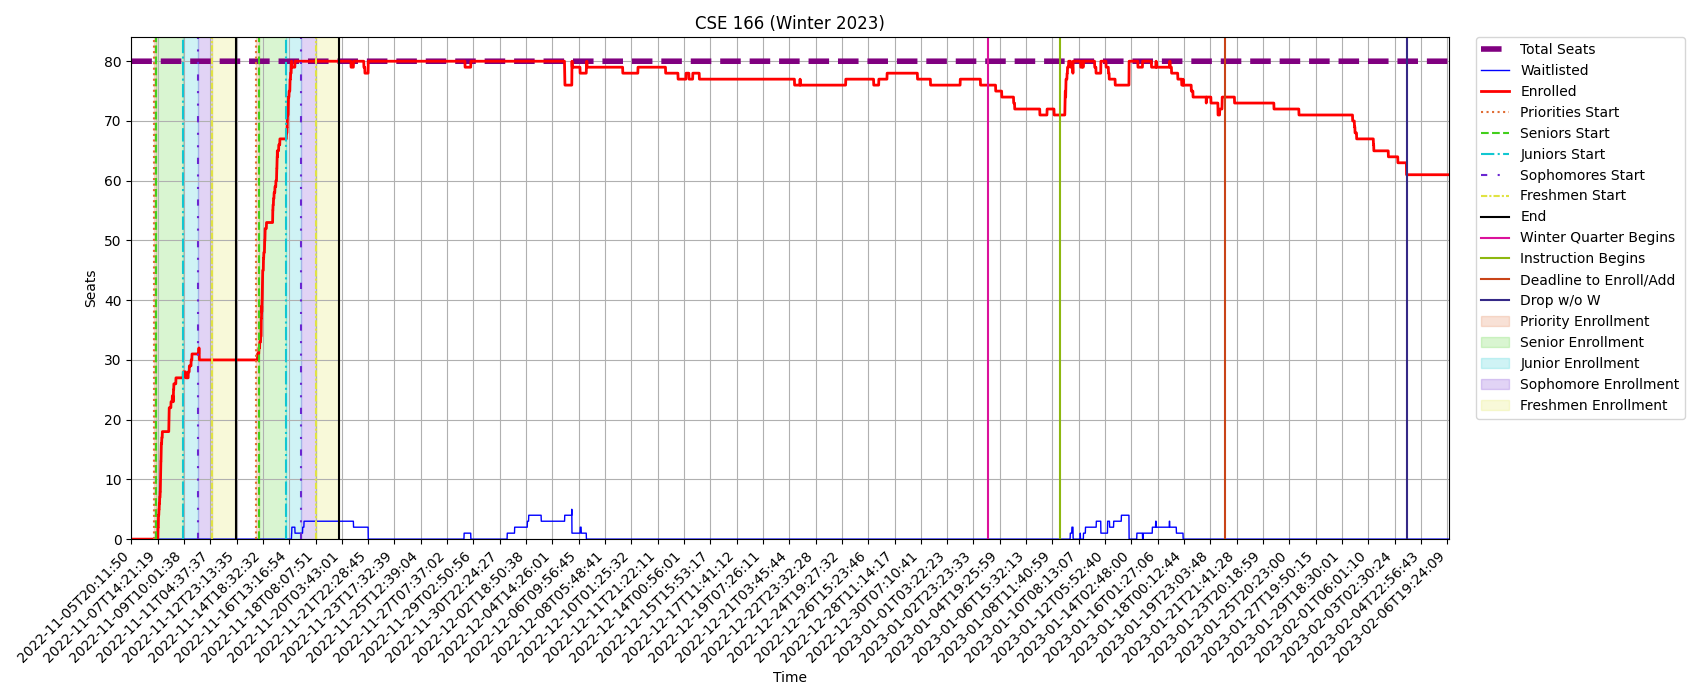 CSE 166 (Winter 2023)
Seats
80
70
60
50
40
30
20
10
0
2022-11-05T20:11:50
2022-11-07T14:21:19
2022-11-09T10:01:38
2022-11-11T04:37:37
2022-11-12T23:13:35
2022-11-14T18:32:32
2022-11-16T13:16:54
2022-11-18T08:07:51
2022-11-20T03:43:01
2022-11-21T22:28:45
2022-11-23T17:32:39
2022-11-25T12:39:04
2022-11-27T07:37:02
2022-11-29T02:50:56
2022-11-30T22:24:27
2022-12-02T18:50:38
2022-12-04T14:26:01
2022-12-06T09:56:45
2022-12-08T05:48:41
2022-12-10T01:25:32
2022-12-11T21:22:11
2022-12-14T00:56:01
2022-12-15T15:53:17
2022-12-17T11:41:12
2022-12-19T07:26:11
2022-12-21T03:45:44
2022-12-22T23:32:28
2022-12-24T19:27:32
2022-12-26T15:23:46
2022-12-28T11:14:17
2022-12-30T07:10:41
2023-01-01T03:22:23
2023-01-02T23:23:33
2023-01-04T19:25:59
2023-01-06T15:32:13
2023-01-08T11:40:59
2023-01-10T08:13:07
2023-01-12T05:52:40
2023-01-14T02:48:00
2023-01-16T01:27:06
2023-01-18T00:12:44
2023-01-19T23:03:48
2023-01-21T21:41:28
2023-01-23T20:18:59
2023-01-25T20:23:00
2023-01-27T19:50:15
2023-01-29T18:30:01
2023-02-01T06:01:10
2023-02-03T02:30:24
2023-02-04T22:56:43
2023-02-06T19:24:09
Time
Total Seats
Waitlisted
Enrolled
Priorities Start
Seniors Start
Juniors Start
Sophomores Start
Freshmen Start
End
Winter Quarter Begins
Instruction Begins
Deadline to Enroll/Add
Drop w/o W
Priority Enrollment
Senior Enrollment
Junior Enrollment
Sophomore Enrollment
Freshmen Enrollment